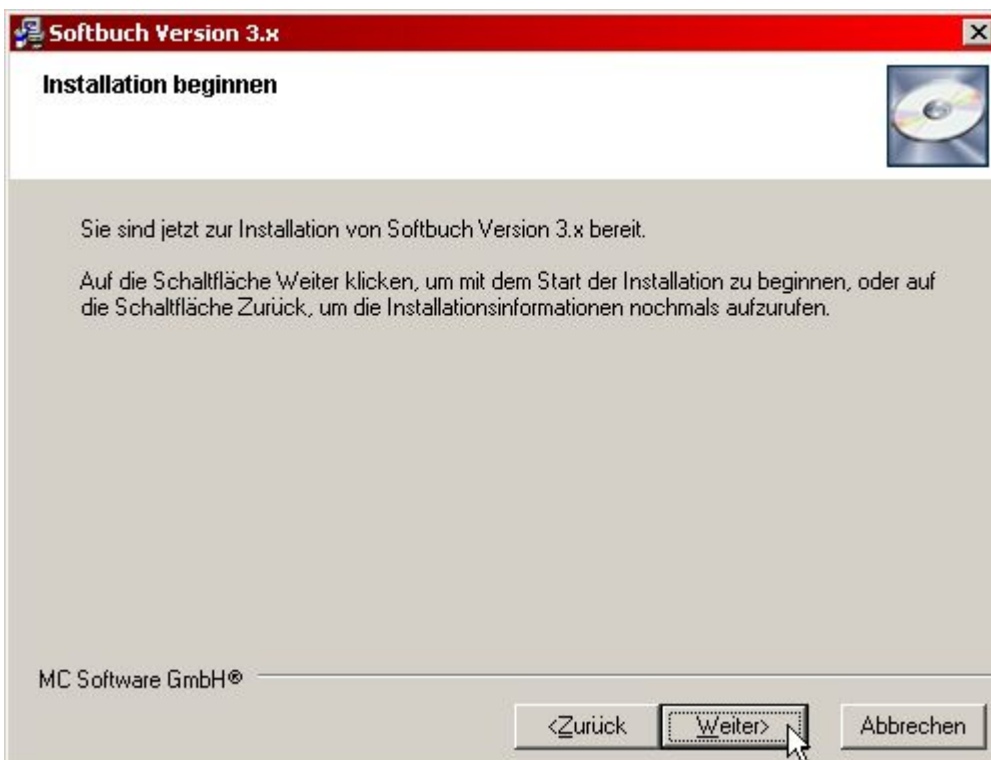 Softbuch Version 3.x
Installation beginnen
Sie sind jetzt zur Installation von Softbuch Version 3.x bereit.
Auf die Schaltfläche Weiter klicken, um mit dem Start der Installation zu beginnen, oder auf
die Schaltfläche Zurück, um die Installationsinformationen nochmals aufzurufen.
MC Software GmbH®
<Zurück
Weiter>
Abbrechen